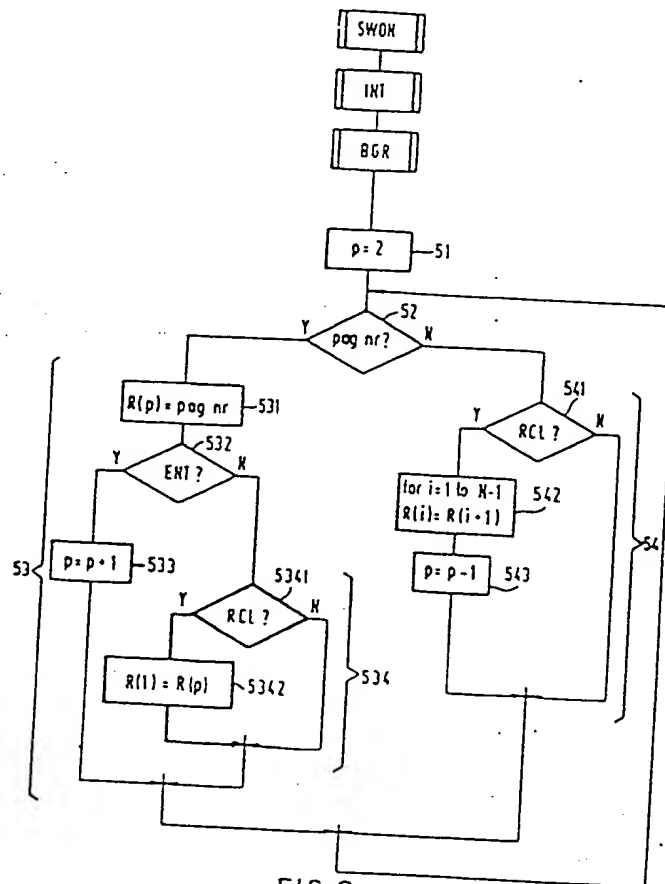 SWON
INT
BGR
p = 2
51
52
Y
pag nr?
N
R(p) = pag nr
531
532
541
Y
ENT ?
N
Y
RCL ?
N
for i=1 to N-1
R(i) = R(i+1)
542
53
p = p + 1
533
5341
p = p - 1
543
54
Y
RCL ?
N
R(1) = R(p)
5342
534